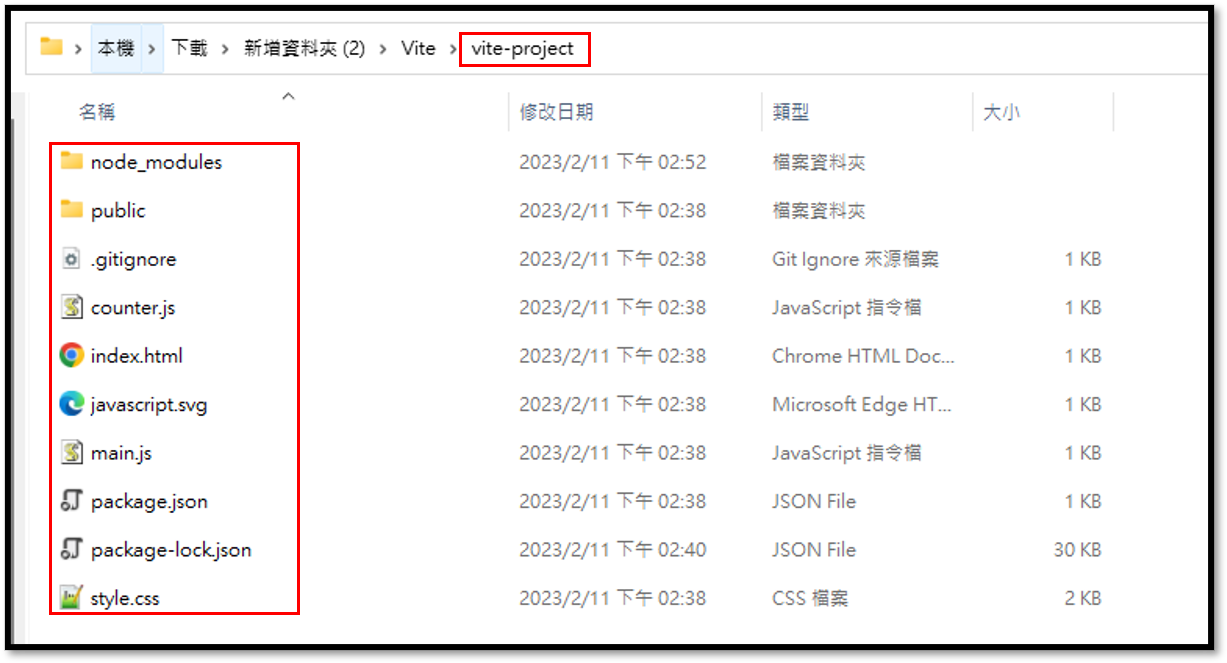 本機 下載 新增資料夾 (2) Vite vite-project
名稱 修改日期 類型 大小
node_modules 2023/2/11 下午 02:52 檔案資料夾
public 2023/2/11 下午 02:38 檔案資料夾
.gitignore 2023/2/11 下午 02:38 Git Ignore 來源檔案 1 KB
counter.js 2023/2/11 下午 02:38 JavaScript 指令檔 1 KB
index.html 2023/2/11 下午 02:38 Chrome HTML Doc... 1 KB
javascript.svg 2023/2/11 下午 02:38 Microsoft Edge HT... 1 KB
main.js 2023/2/11 下午 02:38 JavaScript 指令檔 1 KB
package.json 2023/2/11 下午 02:38 JSON File 1 KB
package-lock.json 2023/2/11 下午 02:40 JSON File 30 KB
style.css 2023/2/11 下午 02:38 CSS 檔案 2 KB